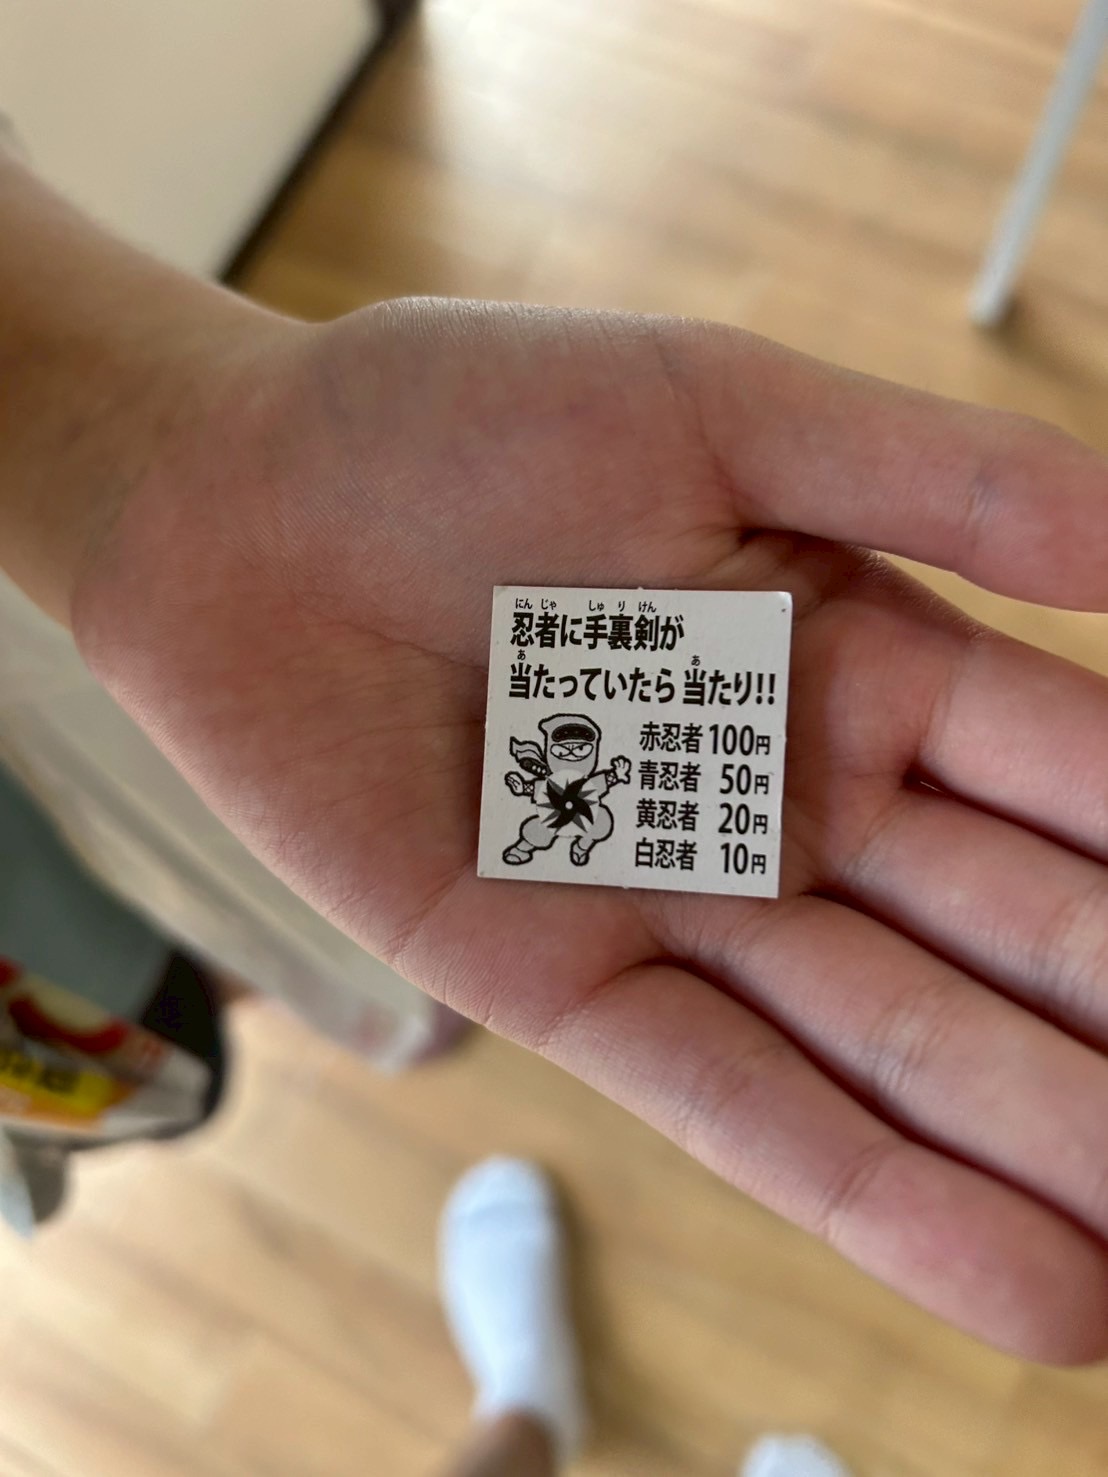 にん じゃ しゅ り けん
忍者に手裏剣が
あ あ
当たっていたら 当たり!!
赤忍者 100円
青忍者 50円
黄忍者 20円
白忍者 10円